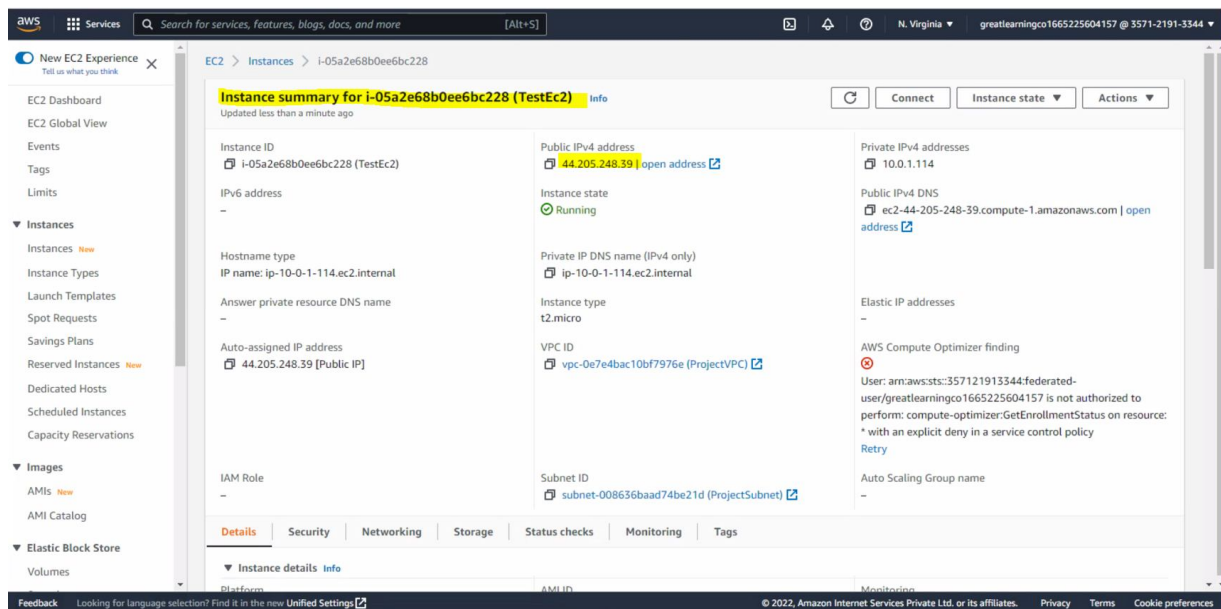 aws
Services
Search for services, features, blogs, docs, and more
[Alt+S]
N. Virginia
greatlearningco1665225604157 @ 3571-2191-3344
New EC2 Experience
Tell us what you think
EC2 Dashboard
EC2 Global View
Events
Tags
Limits
Instances
Instances New
Instance Types
Launch Templates
Spot Requests
Savings Plans
Reserved Instances New
Dedicated Hosts
Scheduled Instances
Capacity Reservations
Images
AMIs New
AMI Catalog
Elastic Block Store
Volumes
EC2 > Instances > i-05a2e68b0ee6bc228
Instance summary for i-05a2e68b0ee6bc228 (TestEc2) Info
Updated less than a minute ago
Connect
Instance state
Actions
Instance ID
i-05a2e68b0ee6bc228 (TestEc2)
Public IPv4 address
44.205.248.39 | open address
Private IPv4 addresses
10.0.1.114
IPv6 address
–
Instance state
Running
Public IPv4 DNS
ec2-44-205-248-39.compute-1.amazonaws.com | open
address
Hostname type
IP name: ip-10-0-1-114.ec2.internal
Private IP DNS name (IPv4 only)
ip-10-0-1-114.ec2.internal
Answer private resource DNS name
–
Instance type
t2.micro
Elastic IP addresses
–
Auto-assigned IP address
44.205.248.39 [Public IP]
VPC ID
vpc-0e7e4bac10bf7976e (ProjectVPC)
AWS Compute Optimizer finding
User: arn:aws:sts::357121913344:federated-
user/greatlearningco1665225604157 is not authorized to
perform: compute-optimizer:GetEnrollmentStatus on resource:
* with an explicit deny in a service control policy
Retry
IAM Role
–
Subnet ID
subnet-008636baad74be21d (ProjectSubnet)
Auto Scaling Group name
–
Details
Security
Networking
Storage
Status checks
Monitoring
Tags
Instance details Info
Platform
AMI ID
Monitoring
Feedback
Looking for language selection? Find it in the new Unified Settings
© 2022, Amazon Internet Services Private Ltd. or its affiliates.
Privacy
Terms
Cookie preferences